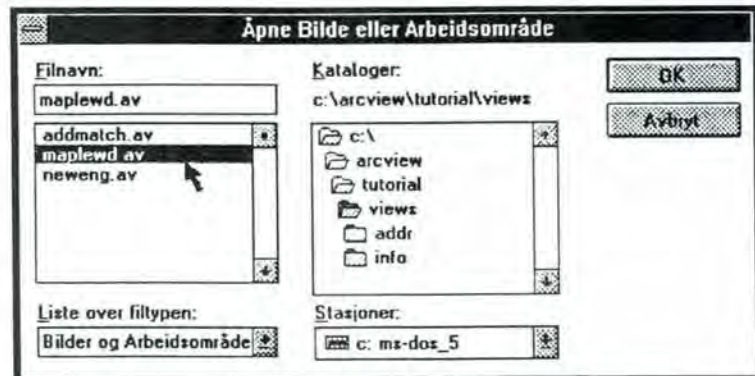 Åpne Bilde eller Arbeidsområde
Filnavn:
maplewd.av
addmatch.av
maplewd.av
neweng.av
Liste over filtypen:
Bilder og Arbeidsområde
Kataloger:
c:\arcview\tutorial\views
c:\
arcview
tutorial
views
addr
info
Stasjoner:
c: ms-dos_5
OK
Avbryt